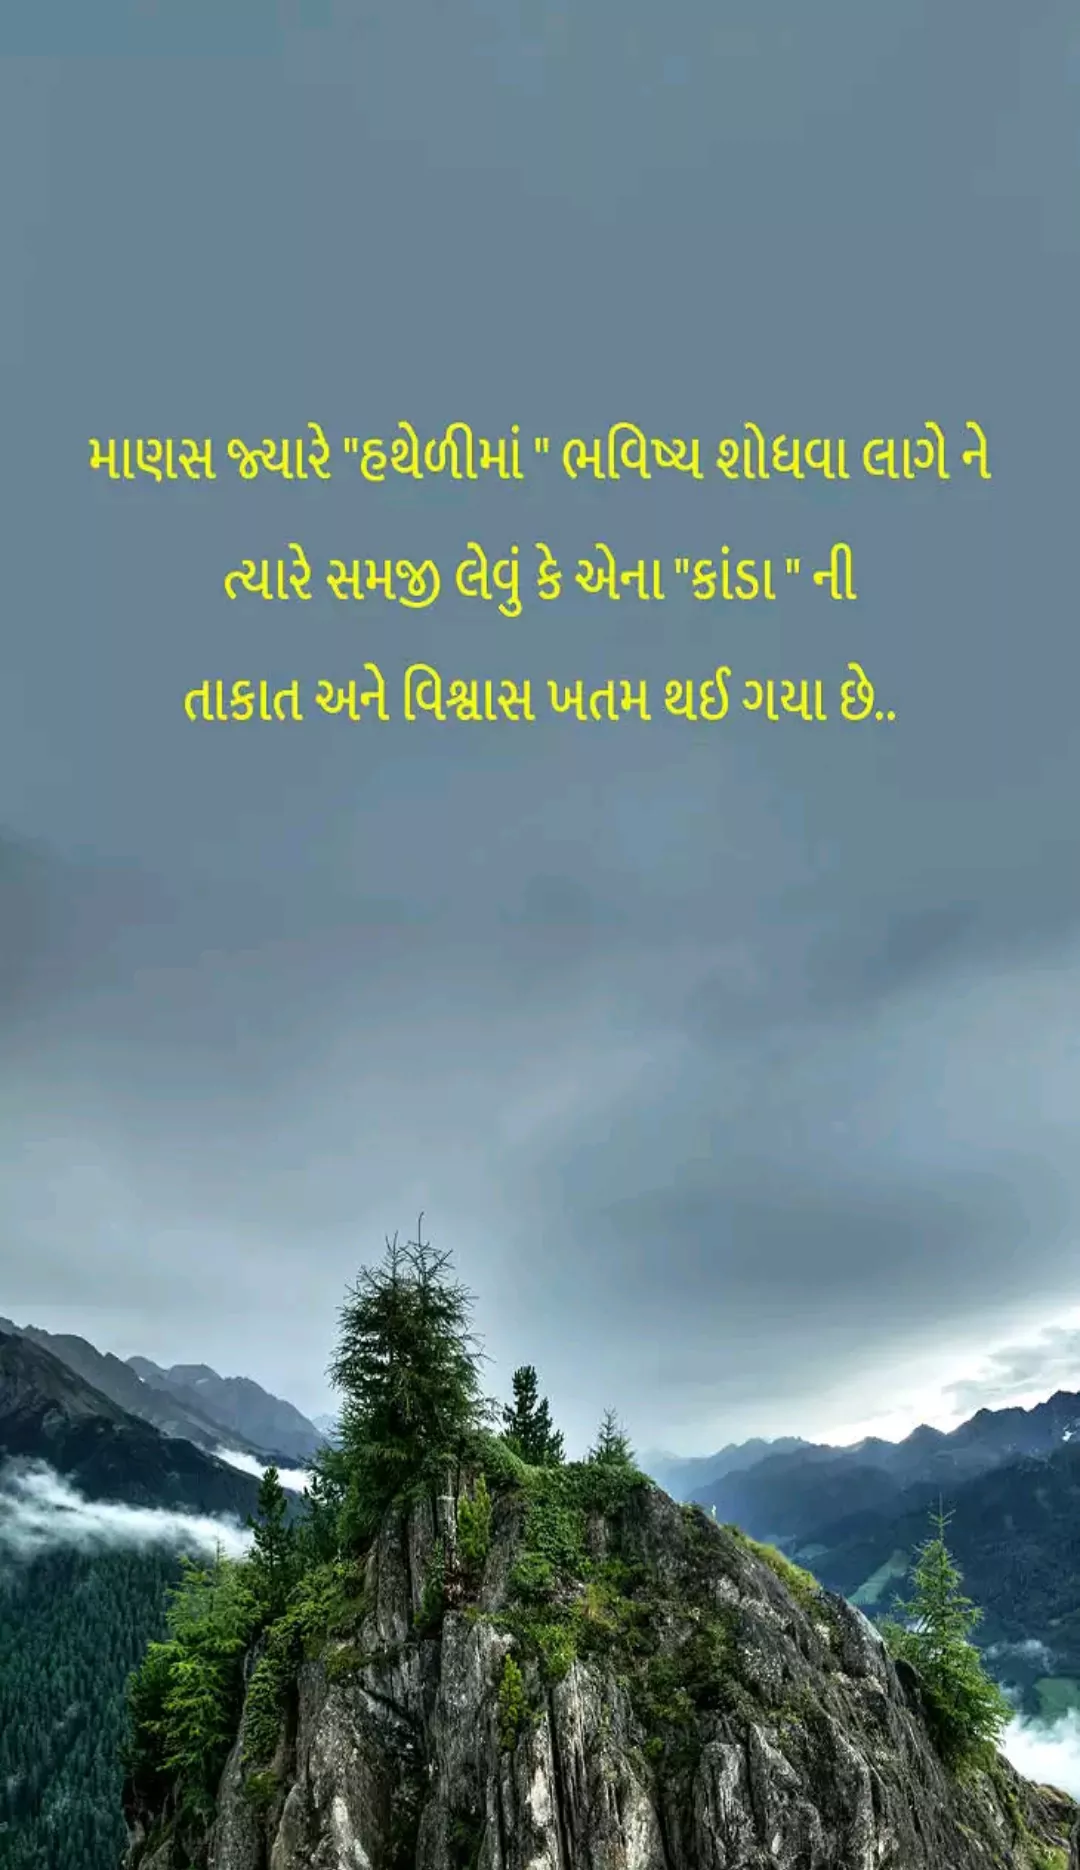 માણસ જ્યારે "હથેળીમાં " ભવિષ્ય શોધવા લાગે ને
ત્યારે સમજી લેવું કે એના "કાંડા " ની
તાકાત અને વિશ્વાસ ખતમ થઈ ગયા છે..